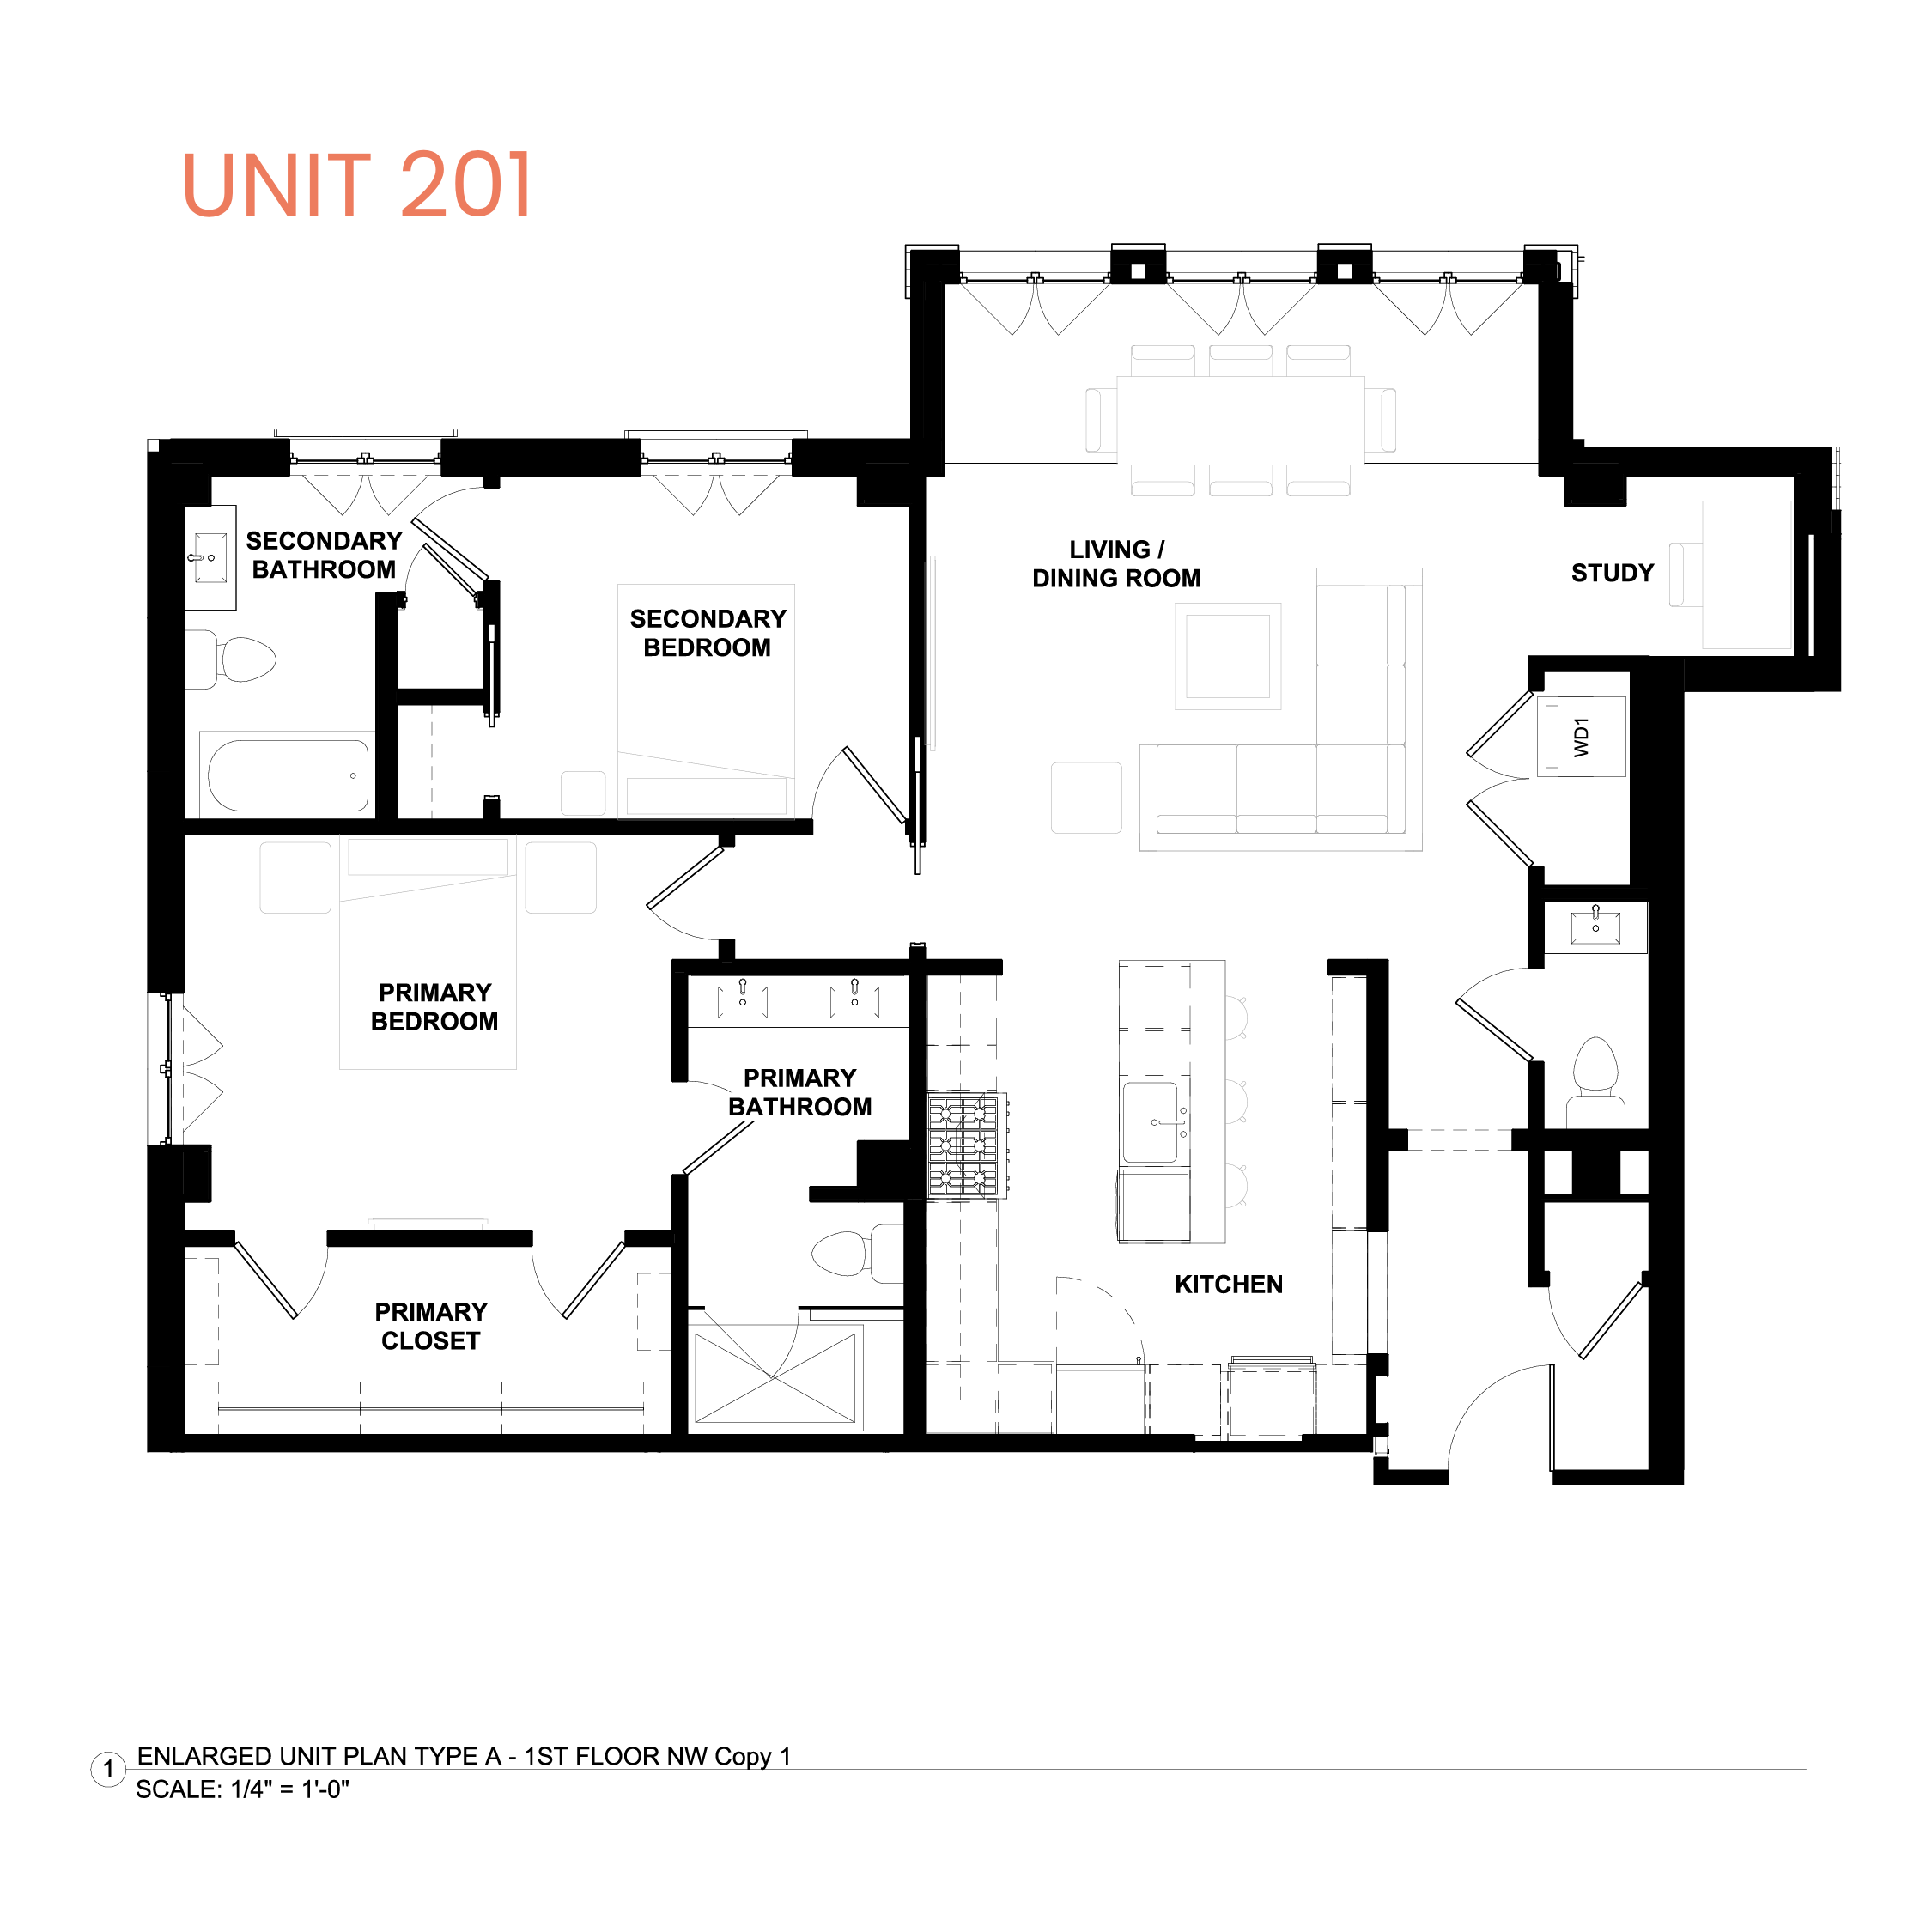 UNIT 201
SECONDARY
BATHROOM
SECONDARY
BEDROOM
LIVING /
DINING ROOM
STUDY
WD1
PRIMARY
BEDROOM
PRIMARY
BATHROOM
KITCHEN
PRIMARY
CLOSET
1
ENLARGED UNIT PLAN TYPE A - 1ST FLOOR NW Copy 1
SCALE: 1/4" = 1'-0"